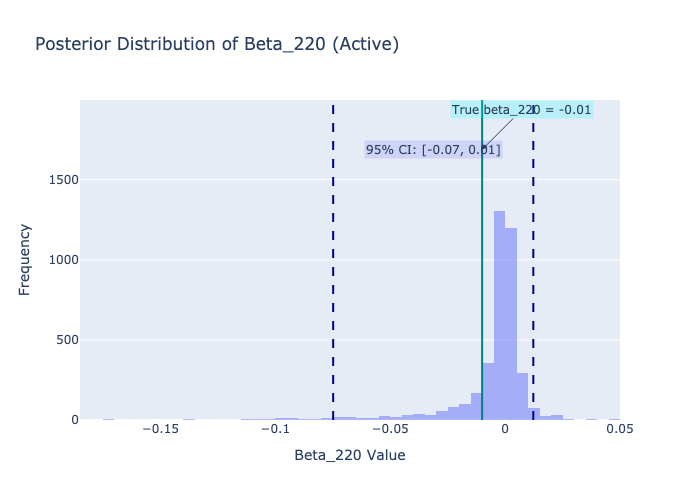 Posterior Distribution of Beta_220 (Active)
True beta_220 = -0.01
95% CI: [-0.07, 0.01]
1500
1000
500
0
Frequency
−0.15
−0.1
−0.05
0
0.05
Beta_220 Value